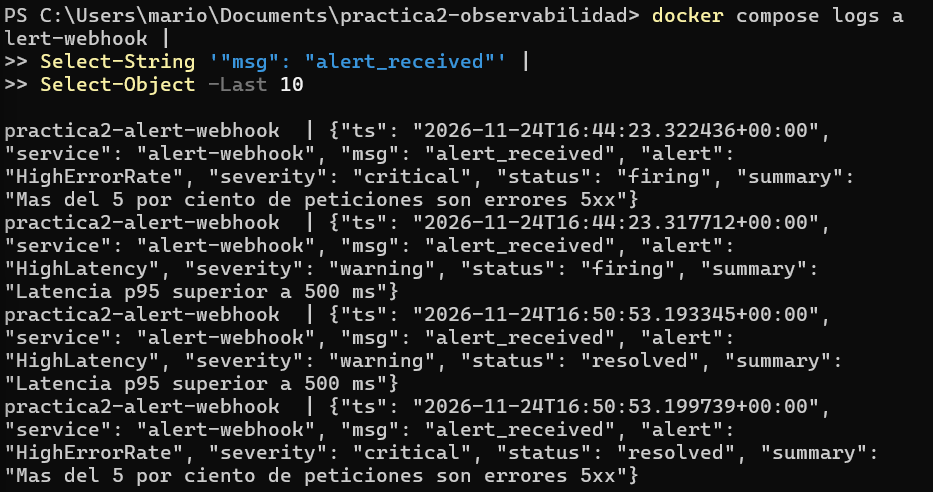 PS C:\Users\mario\Documents\practica2-observabilidad> docker compose logs a
lert-webhook |
>> Select-String '"msg": "alert_received"' |
>> Select-Object -Last 10
practica2-alert-webhook  | {"ts": "2026-11-24T16:44:23.322436+00:00",
"service": "alert-webhook", "msg": "alert_received", "alert":
"HighErrorRate", "severity": "critical", "status": "firing", "summary":
"Mas del 5 por ciento de peticiones son errores 5xx"}
practica2-alert-webhook  | {"ts": "2026-11-24T16:44:23.317712+00:00",
"service": "alert-webhook", "msg": "alert_received", "alert":
"HighLatency", "severity": "warning", "status": "firing", "summary":
"Latencia p95 superior a 500 ms"}
practica2-alert-webhook  | {"ts": "2026-11-24T16:50:53.193345+00:00",
"service": "alert-webhook", "msg": "alert_received", "alert":
"HighLatency", "severity": "warning", "status": "resolved", "summary":
"Latencia p95 superior a 500 ms"}
practica2-alert-webhook  | {"ts": "2026-11-24T16:50:53.199739+00:00",
"service": "alert-webhook", "msg": "alert_received", "alert":
"HighErrorRate", "severity": "critical", "status": "resolved", "summary":
"Mas del 5 por ciento de peticiones son errores 5xx"}